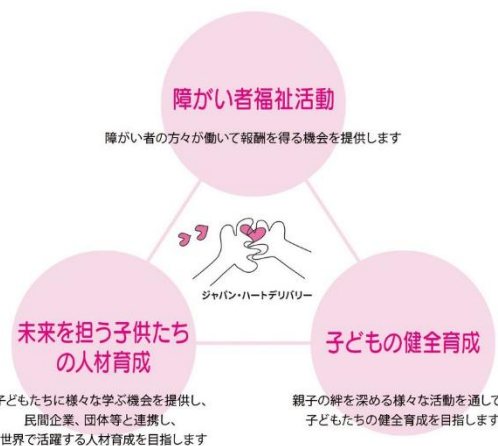 障がい者福祉活動
障がい者の方々が働いて報酬を得る機会を提供します
ジャパン・ハートデリバリー
未来を担う子供たち
の人材育成
子どもたちに様々な学ぶ機会を提供し、
民間企業、団体等と連携し、
世界で活躍する人材育成を目指します
子どもの健全育成
親子の絆を深める様々な活動を通して
子どもたちの健全育成を目指します